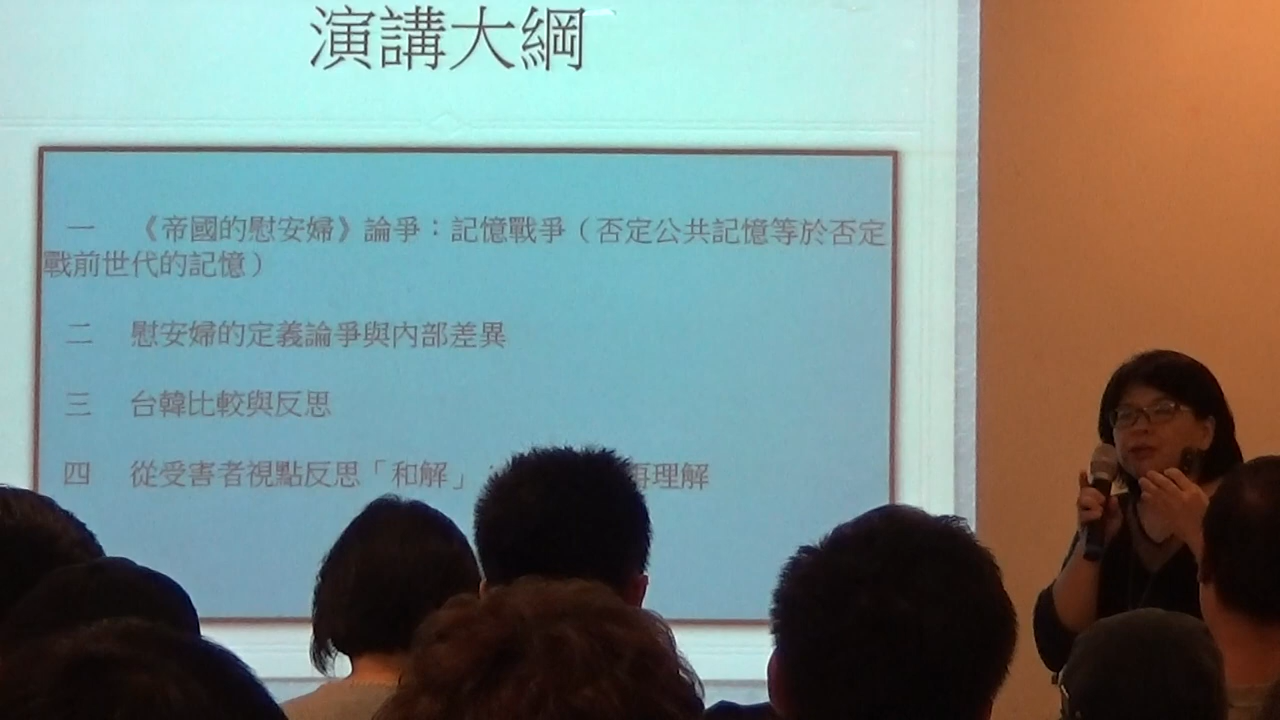 演講大綱
一 《帝國的慰安婦》論爭：記憶戰爭（否定公共記憶等於否定
戰前世代的記憶）
二 慰安婦的定義論爭與內部差異
三 台韓比較與反思
四 從受害者視點反思「和解」： 再理解